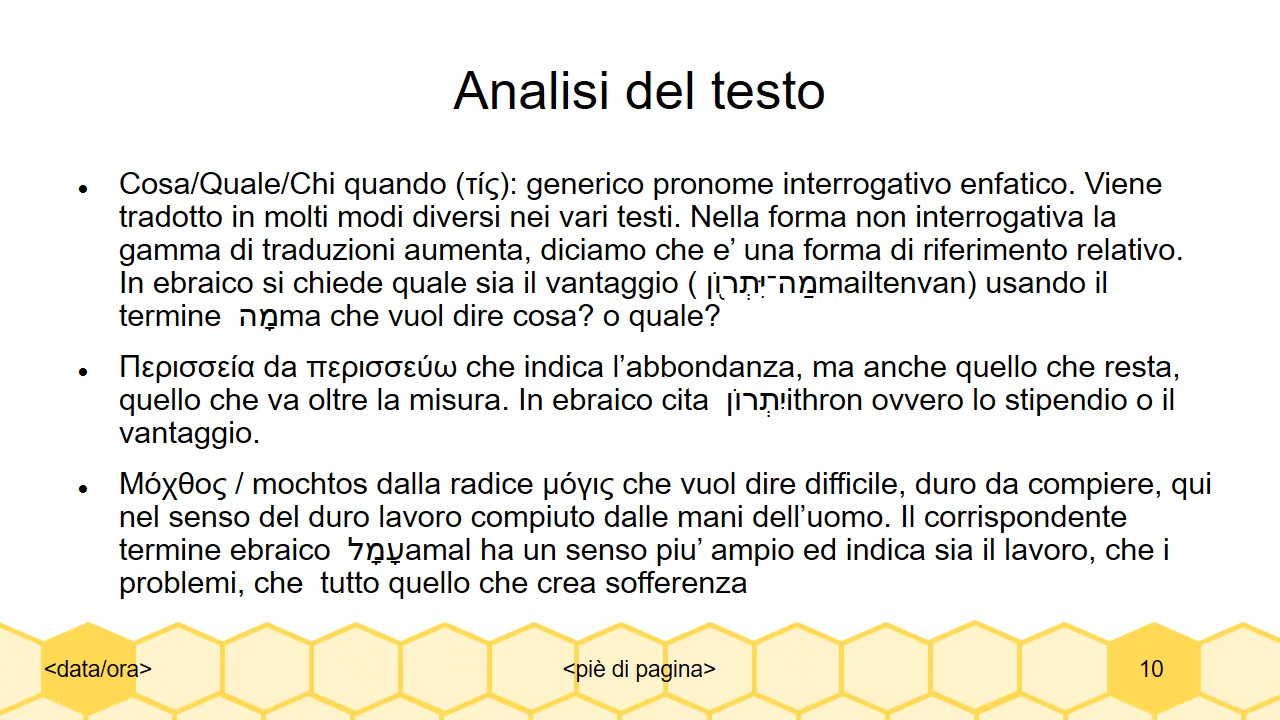 Analisi del testo
Cosa/Quale/Chi quando (τίς): generico pronome interrogativo enfatico. Viene
tradotto in molti modi diversi nei vari testi. Nella forma non interrogativa la
gamma di traduzioni aumenta, diciamo che e’ una forma di riferimento relativo.
In ebraico si chiede quale sia il vantaggio ( מַה־יִּתְר֖וֹןmailtenvan) usando il
termine מָהma che vuol dire cosa? o quale?
Περισσεία da περισσεύω che indica l’abbondanza, ma anche quello che resta,
quello che va oltre la misura. In ebraico cita יִתְרוֹןithron ovvero lo stipendio o il
vantaggio.
Μόχθος / mochtos dalla radice μόγις che vuol dire difficile, duro da compiere, qui
nel senso del duro lavoro compiuto dalle mani dell’uomo. Il corrispondente
termine ebraico עָמָלamal ha un senso piu’ ampio ed indica sia il lavoro, che i
problemi, che tutto quello che crea sofferenza
<data/ora> <piè di pagina> 10